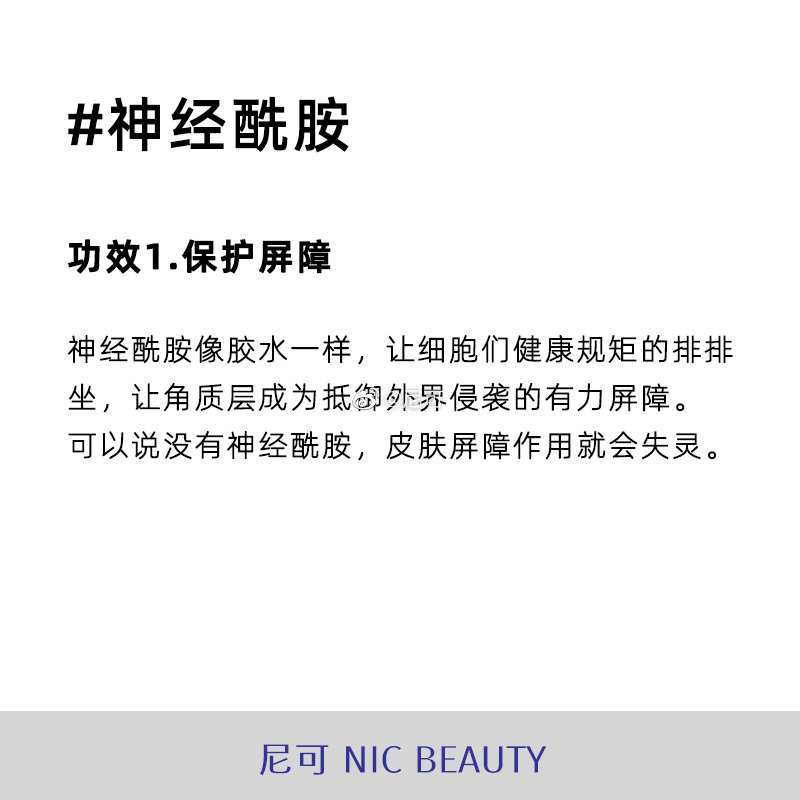 #神经酰胺
功效1.保护屏障
神经酰胺像胶水一样，让细胞们健康规矩的排排
坐，让角质层成为抵御外界侵袭的有力屏障。
可以说没有神经酰胺，皮肤屏障作用就会失灵。
尼可 NIC BEAUTY